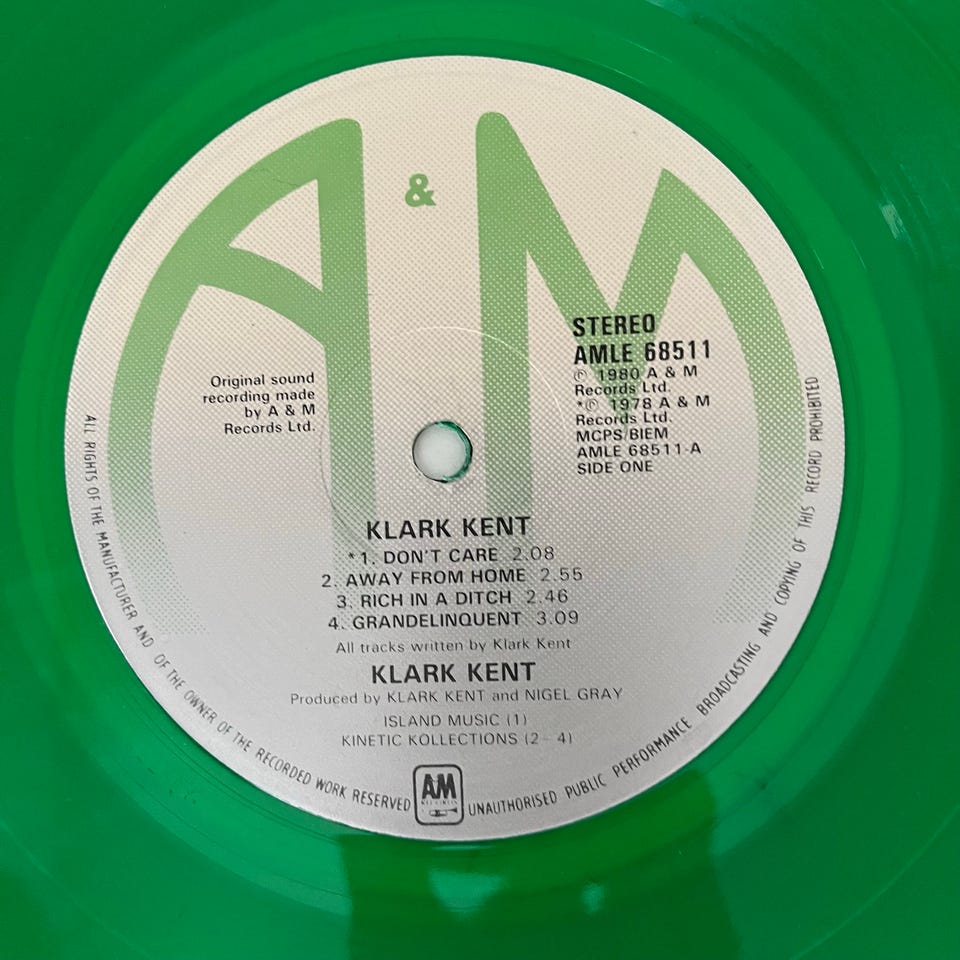 A & M
STEREO
AMLE 68511
℗ 1980 A & M
Records Ltd.
*℗ 1978 A & M
Records Ltd.
MCPS/BIEM
AMLE 68511-A
SIDE ONE
Original sound
recording made
by A & M
Records Ltd.
KLARK KENT
*1. DON'T CARE 2.08
2. AWAY FROM HOME 2.55
3. RICH IN A DITCH 2.46
4. GRANDELINQUENT 3.09
All tracks written by Klark Kent
KLARK KENT
Produced by KLARK KENT and NIGEL GRAY
ISLAND MUSIC (1)
KINETIC KOLLECTIONS (2 – 4)
ALL RIGHTS OF THE MANUFACTURER AND OF THE OWNER OF THE RECORDED WORK RESERVED
AM
UNAUTHORISED PUBLIC PERFORMANCE BROADCASTING AND COPYING OF THIS RECORD PROHIBITED